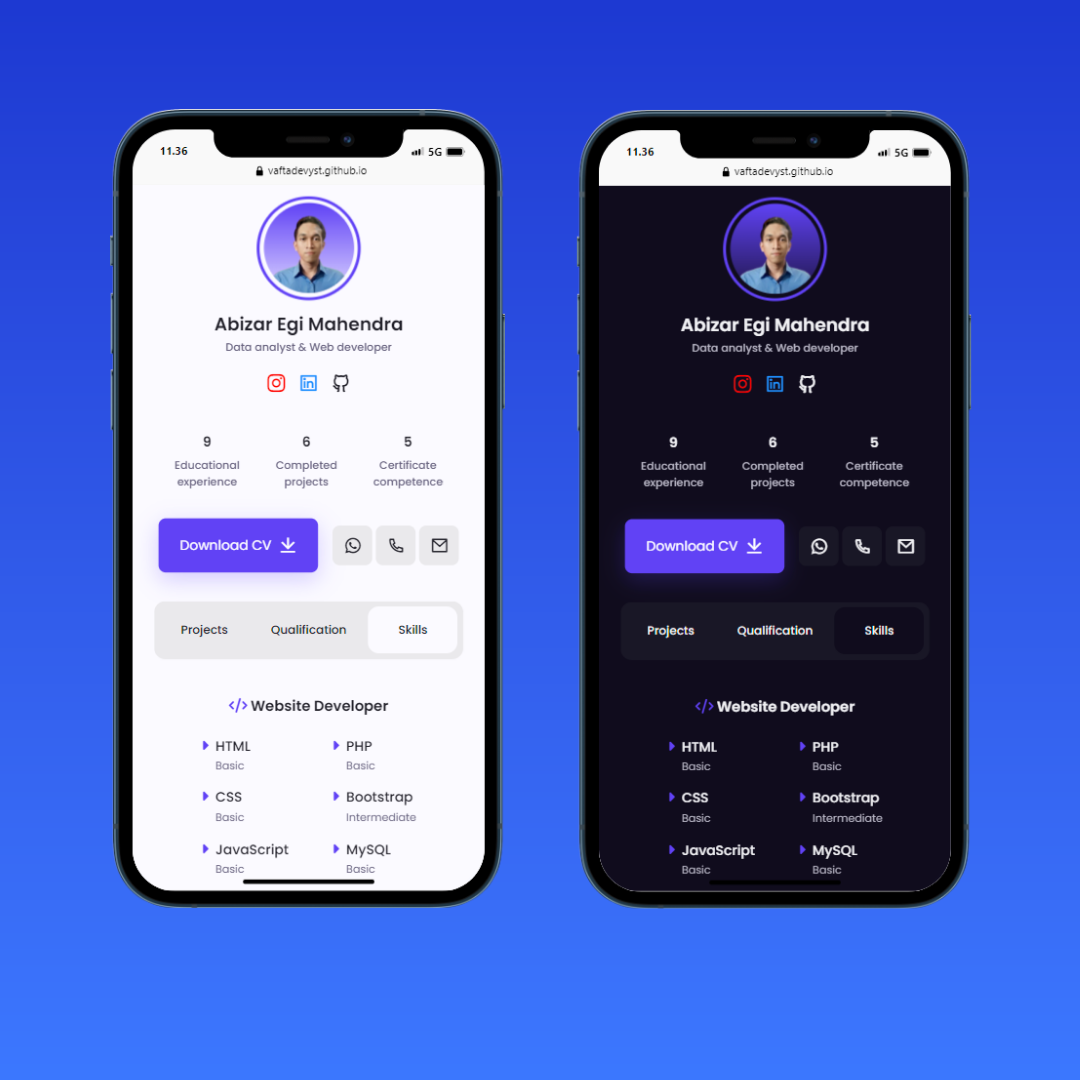 11.36
5G
vaftadevyst.github.io
Abizar Egi Mahendra
Data analyst & Web developer
9
6
5
Educational experience
Completed projects
Certificate competence
Download CV
Projects
Qualification
Skills
</> Website Developer
HTML
Basic
PHP
Basic
CSS
Basic
Bootstrap
Intermediate
JavaScript
Basic
MySQL
Basic
11.36
5G
vaftadevyst.github.io
Abizar Egi Mahendra
Data analyst & Web developer
9
6
5
Educational experience
Completed projects
Certificate competence
Download CV
Projects
Qualification
Skills
</> Website Developer
HTML
Basic
PHP
Basic
CSS
Basic
Bootstrap
Intermediate
JavaScript
Basic
MySQL
Basic